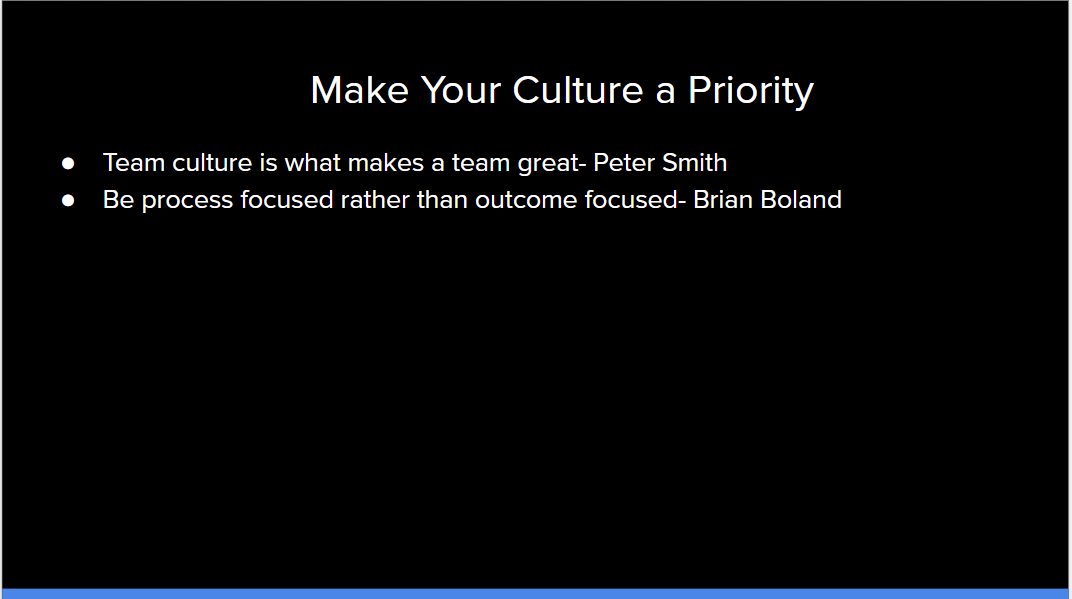 Make Your Culture a Priority
● Team culture is what makes a team great- Peter Smith
● Be process focused rather than outcome focused- Brian Boland